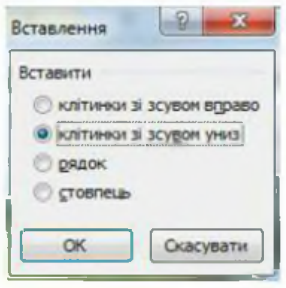 Вставлення
Вставити
клітинки зі зсувом вправо
клітинки зі зсувом униз
рядок
стовпець
ОК
Скасувати